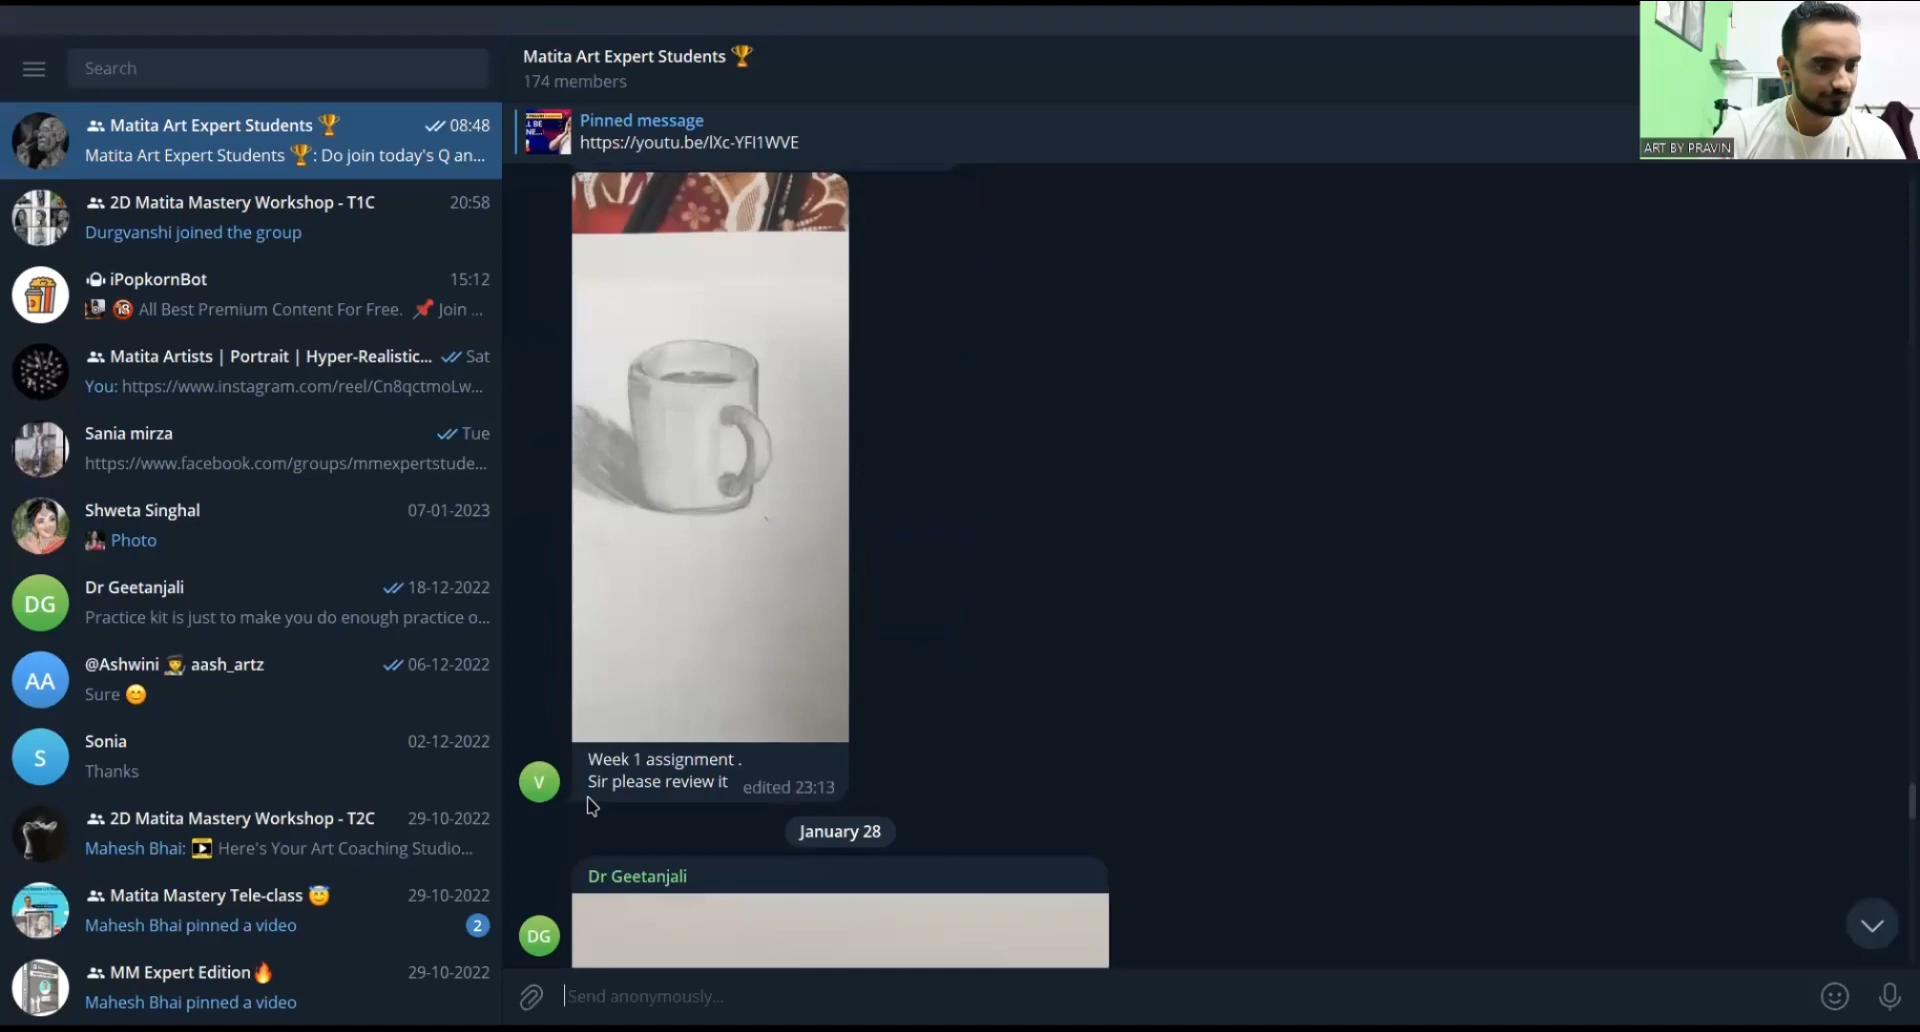 Search
Matita Art Expert Students 🏆 08:48
Matita Art Expert Students 🏆: Do join today's Q an...
2D Matita Mastery Workshop - T1C 20:58
Durgvanshi joined the group
iPopkornBot 15:12
🔞 All Best Premium Content For Free. 📌 Join ...
Matita Artists | Portrait | Hyper-Realistic... Sat
You: https://www.instagram.com/reel/Cn8qctmoLw...
Sania mirza Tue
https://www.facebook.com/groups/mmexpertstude...
Shweta Singhal 07-01-2023
Photo
DG
Dr Geetanjali 18-12-2022
Practice kit is just to make you do enough practice o...
AA
@Ashwini 👩‍🎓 aash_artz 06-12-2022
Sure 😊
S
Sonia 02-12-2022
Thanks
2D Matita Mastery Workshop - T2C 29-10-2022
Mahesh Bhai: Here's Your Art Coaching Studio...
Matita Mastery Tele-class 😇 29-10-2022
Mahesh Bhai pinned a video 2
MM Expert Edition🔥 29-10-2022
Mahesh Bhai pinned a video
Matita Art Expert Students 🏆
174 members
Pinned message
https://youtu.be/lXc-YFI1WVE
ART BY PRAVIN
Week 1 assignment .
Sir please review it edited 23:13
V
January 28
Dr Geetanjali
DG
Send anonymously...